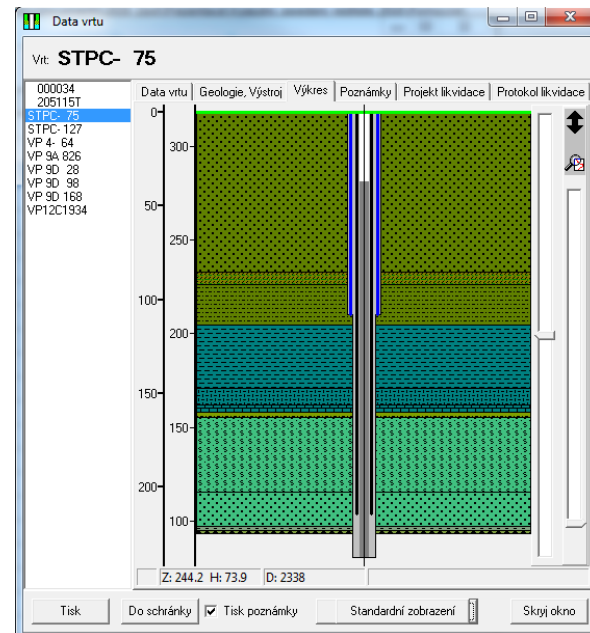 Data vrtu
Vrt: STPC- 75
000034
205115T
STPC- 75
STPC- 127
VP 4- 64
VP 9A 826
VP 9D 28
VP 9D 98
VP 9D 168
VP12C1934
Data vrtu Geologie, Výstroj Výkres Poznámky Projekt likvidace Protokol likvidace
0
300
50
250
100
200
150
150
200
100
Z: 244.2 H: 73.9 D: 2338
Tisk Do schránky Tisk poznámky Standardní zobrazení Skryj okno